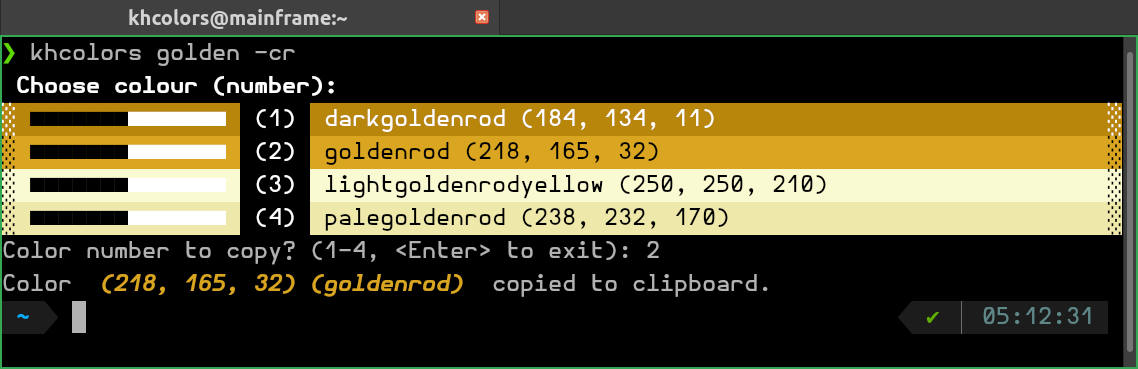 khcolors@mainframe:~
❯ khcolors golden -cr
Choose colour (number):
(1) darkgoldenrod (184, 134, 11)
(2) goldenrod (218, 165, 32)
(3) lightgoldenrodyellow (250, 250, 210)
(4) palegoldenrod (238, 232, 170)
Color number to copy? (1-4, <Enter> to exit): 2
Color (218, 165, 32) (goldenrod) copied to clipboard.
~ ✔ 05:12:31